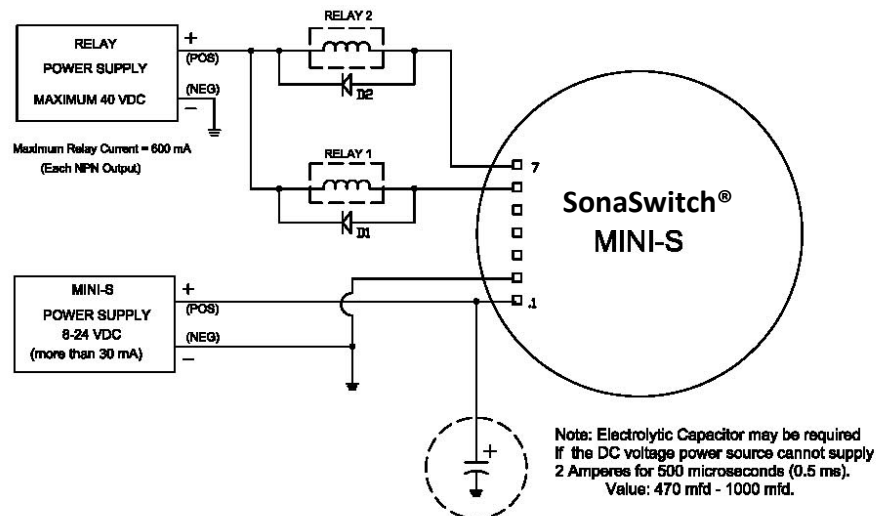 RELAY 2
RELAY
POWER SUPPLY
MAXIMUM 40 VDC
+
(POS)
(NEG)
−
D2
Maximum Relay Current = 600 mA
(Each NPN Output)
RELAY 1
D1
7
SonaSwitch®
MINI-S
.1
MINI-S
POWER SUPPLY
8-24 VDC
(more than 30 mA)
+
(POS)
(NEG)
−
+
Note: Electrolytic Capacitor may be required
If the DC voltage power source cannot supply
2 Amperes for 500 microseconds (0.5 ms).
Value: 470 mfd - 1000 mfd.